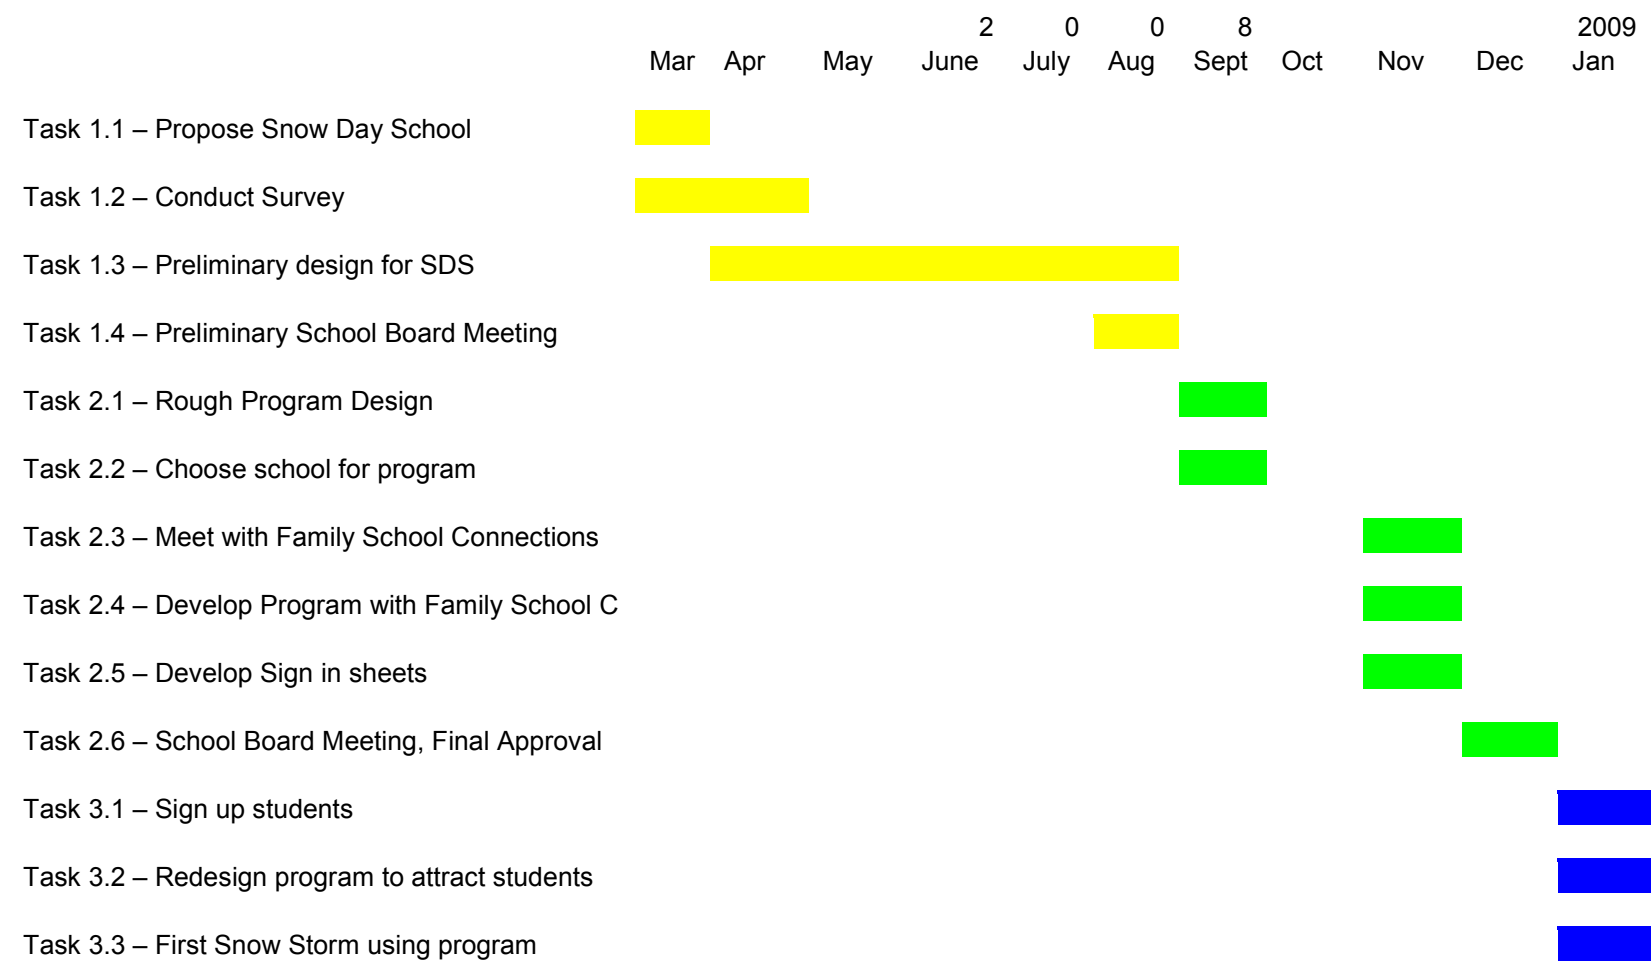 2 0 0 8 2009
Mar Apr May June July Aug Sept Oct Nov Dec Jan
Task 1.1 – Propose Snow Day School
Task 1.2 – Conduct Survey
Task 1.3 – Preliminary design for SDS
Task 1.4 – Preliminary School Board Meeting
Task 2.1 – Rough Program Design
Task 2.2 – Choose school for program
Task 2.3 – Meet with Family School Connections
Task 2.4 – Develop Program with Family School C
Task 2.5 – Develop Sign in sheets
Task 2.6 – School Board Meeting, Final Approval
Task 3.1 – Sign up students
Task 3.2 – Redesign program to attract students
Task 3.3 – First Snow Storm using program